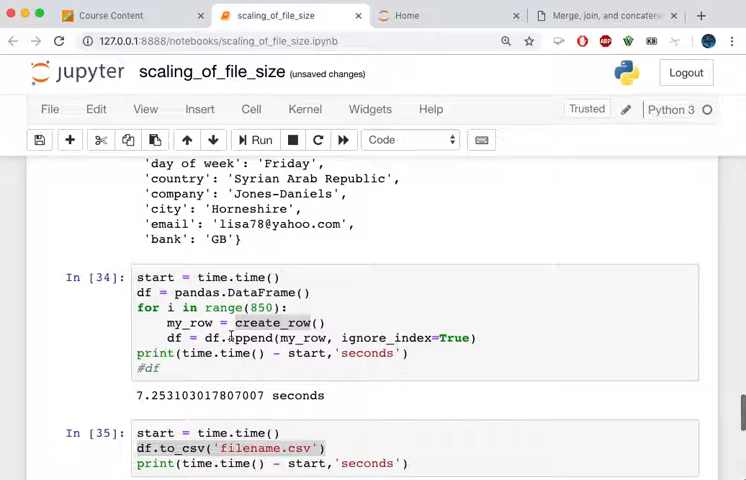 Course Content
scaling_of_file_size
Home
Merge, join, and concaten
127.0.0.1:8888/notebooks/scaling_of_file_size.ipynb
jupyter scaling_of_file_size (unsaved changes)
Logout
File Edit View Insert Cell Kernel Widgets Help
Trusted Python 3
Run Code
'day of week': 'Friday',
'country': 'Syrian Arab Republic',
'company': 'Jones-Daniels',
'city': 'Horneshire',
'email': 'lisa78@yahoo.com',
'bank': 'GB'}
In [34]:
start = time.time()
df = pandas.DataFrame()
for i in range(850):
my_row = create_row()
df = df.append(my_row, ignore_index=True)
print(time.time() - start,'seconds')
#df
7.253103017807007 seconds
In [35]:
start = time.time()
df.to_csv('filename.csv')
print(time.time() - start,'seconds')